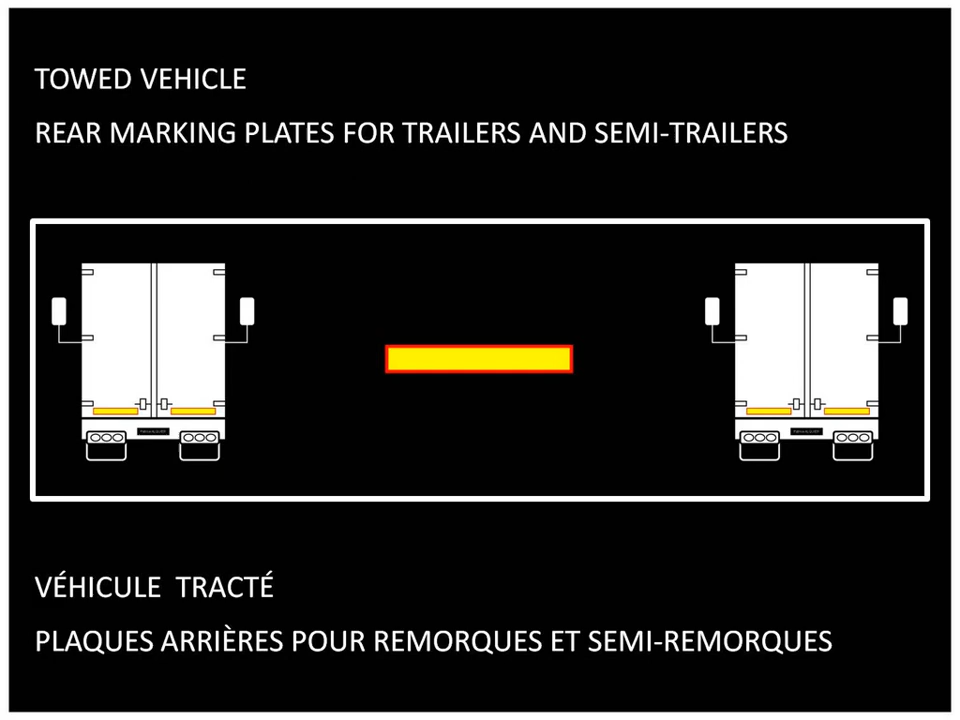 TOWED VEHICLE
REAR MARKING PLATES FOR TRAILERS AND SEMI-TRAILERS
VÉHICULE TRACTÉ
PLAQUES ARRIÈRES POUR REMORQUES ET SEMI-REMORQUES